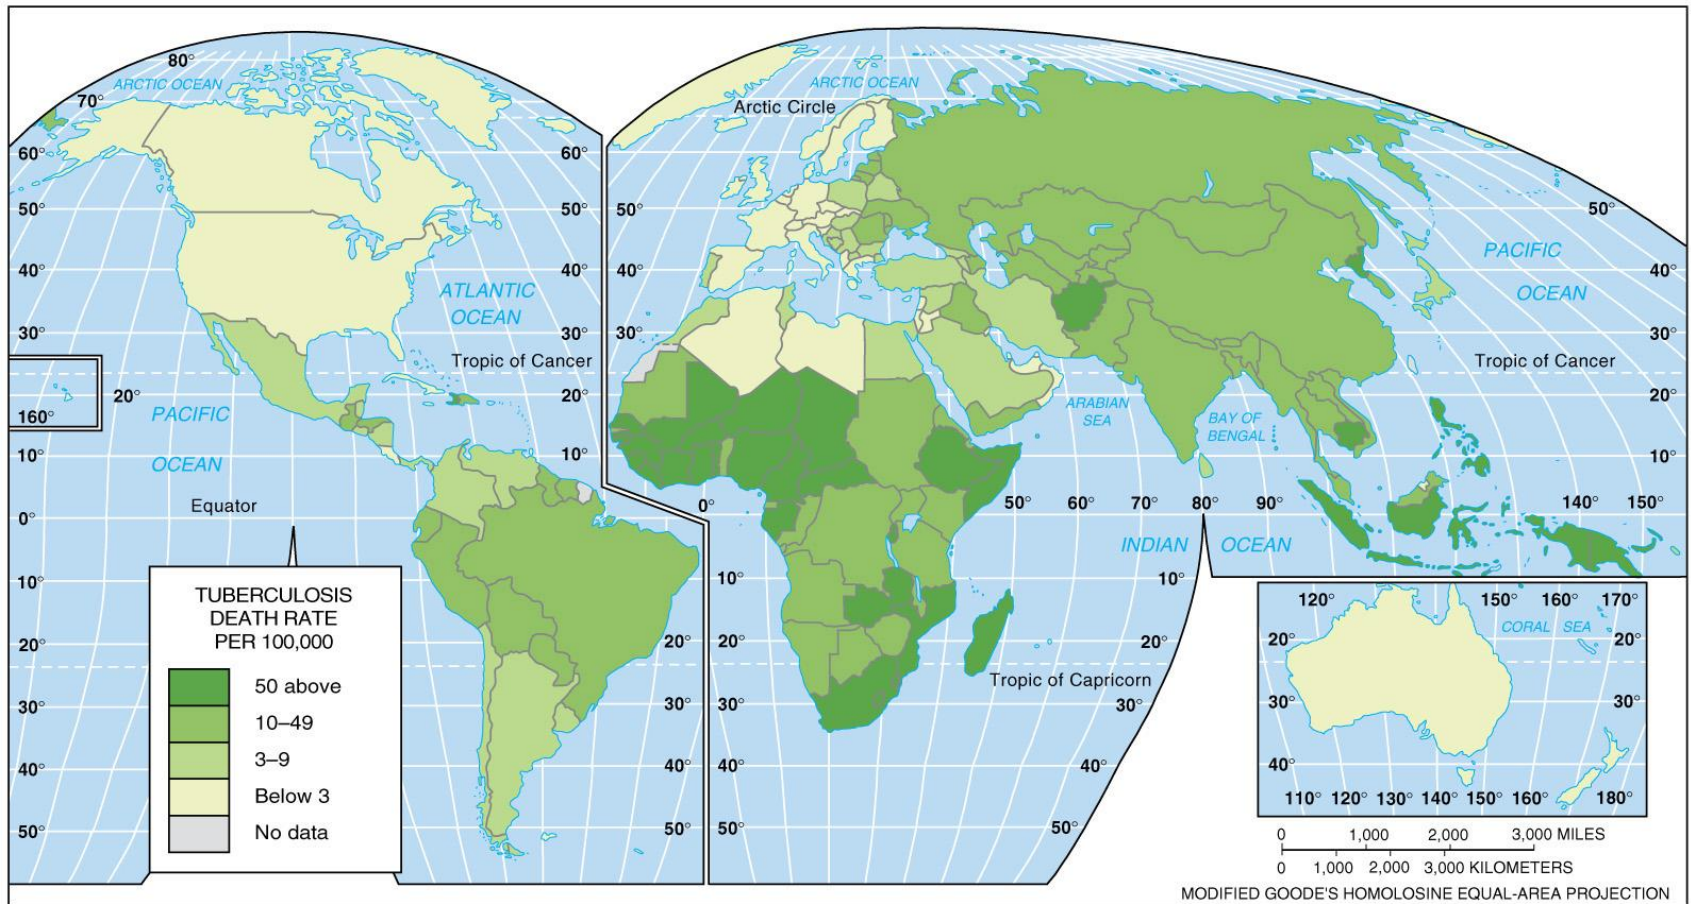 80°
ARCTIC OCEAN
ARCTIC OCEAN
70°
Arctic Circle
60°
60°
60°
50°
50°
50°
50°
PACIFIC
OCEAN
40°
40°
40°
40°
ATLANTIC
OCEAN
30°
30°
30°
30°
Tropic of Cancer
Tropic of Cancer
160°
20°
20°
20°
PACIFIC
OCEAN
ARABIAN
SEA
BAY OF
BENGAL
10°
10°
10°
Equator
0°
0°
50°
60°
70°
80°
90°
140°
150°
INDIAN
OCEAN
10°
10°
10°
20°
20°
20°
20°
Tropic of Capricorn
30°
30°
30°
30°
40°
40°
40°
40°
50°
50°
50°
50°
TUBERCULOSIS
DEATH RATE
PER 100,000
50 above
10–49
3–9
Below 3
No data
120°
150°
160°
170°
CORAL SEA
20°
20°
30°
30°
40°
110°
120°
130°
140°
150°
160°
180°
0 1,000 2,000 3,000 MILES
0 1,000 2,000 3,000 KILOMETERS
MODIFIED GOODE'S HOMOLOSINE EQUAL-AREA PROJECTION